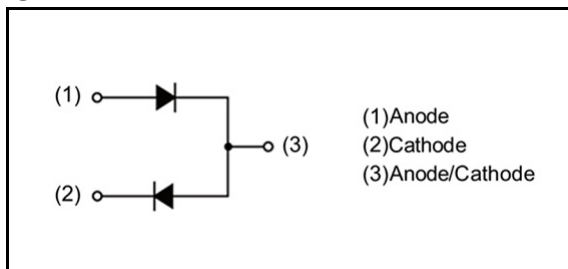 (1)
(1)Anode
(3)
(2)Cathode
(3)Anode/Cathode
(2)